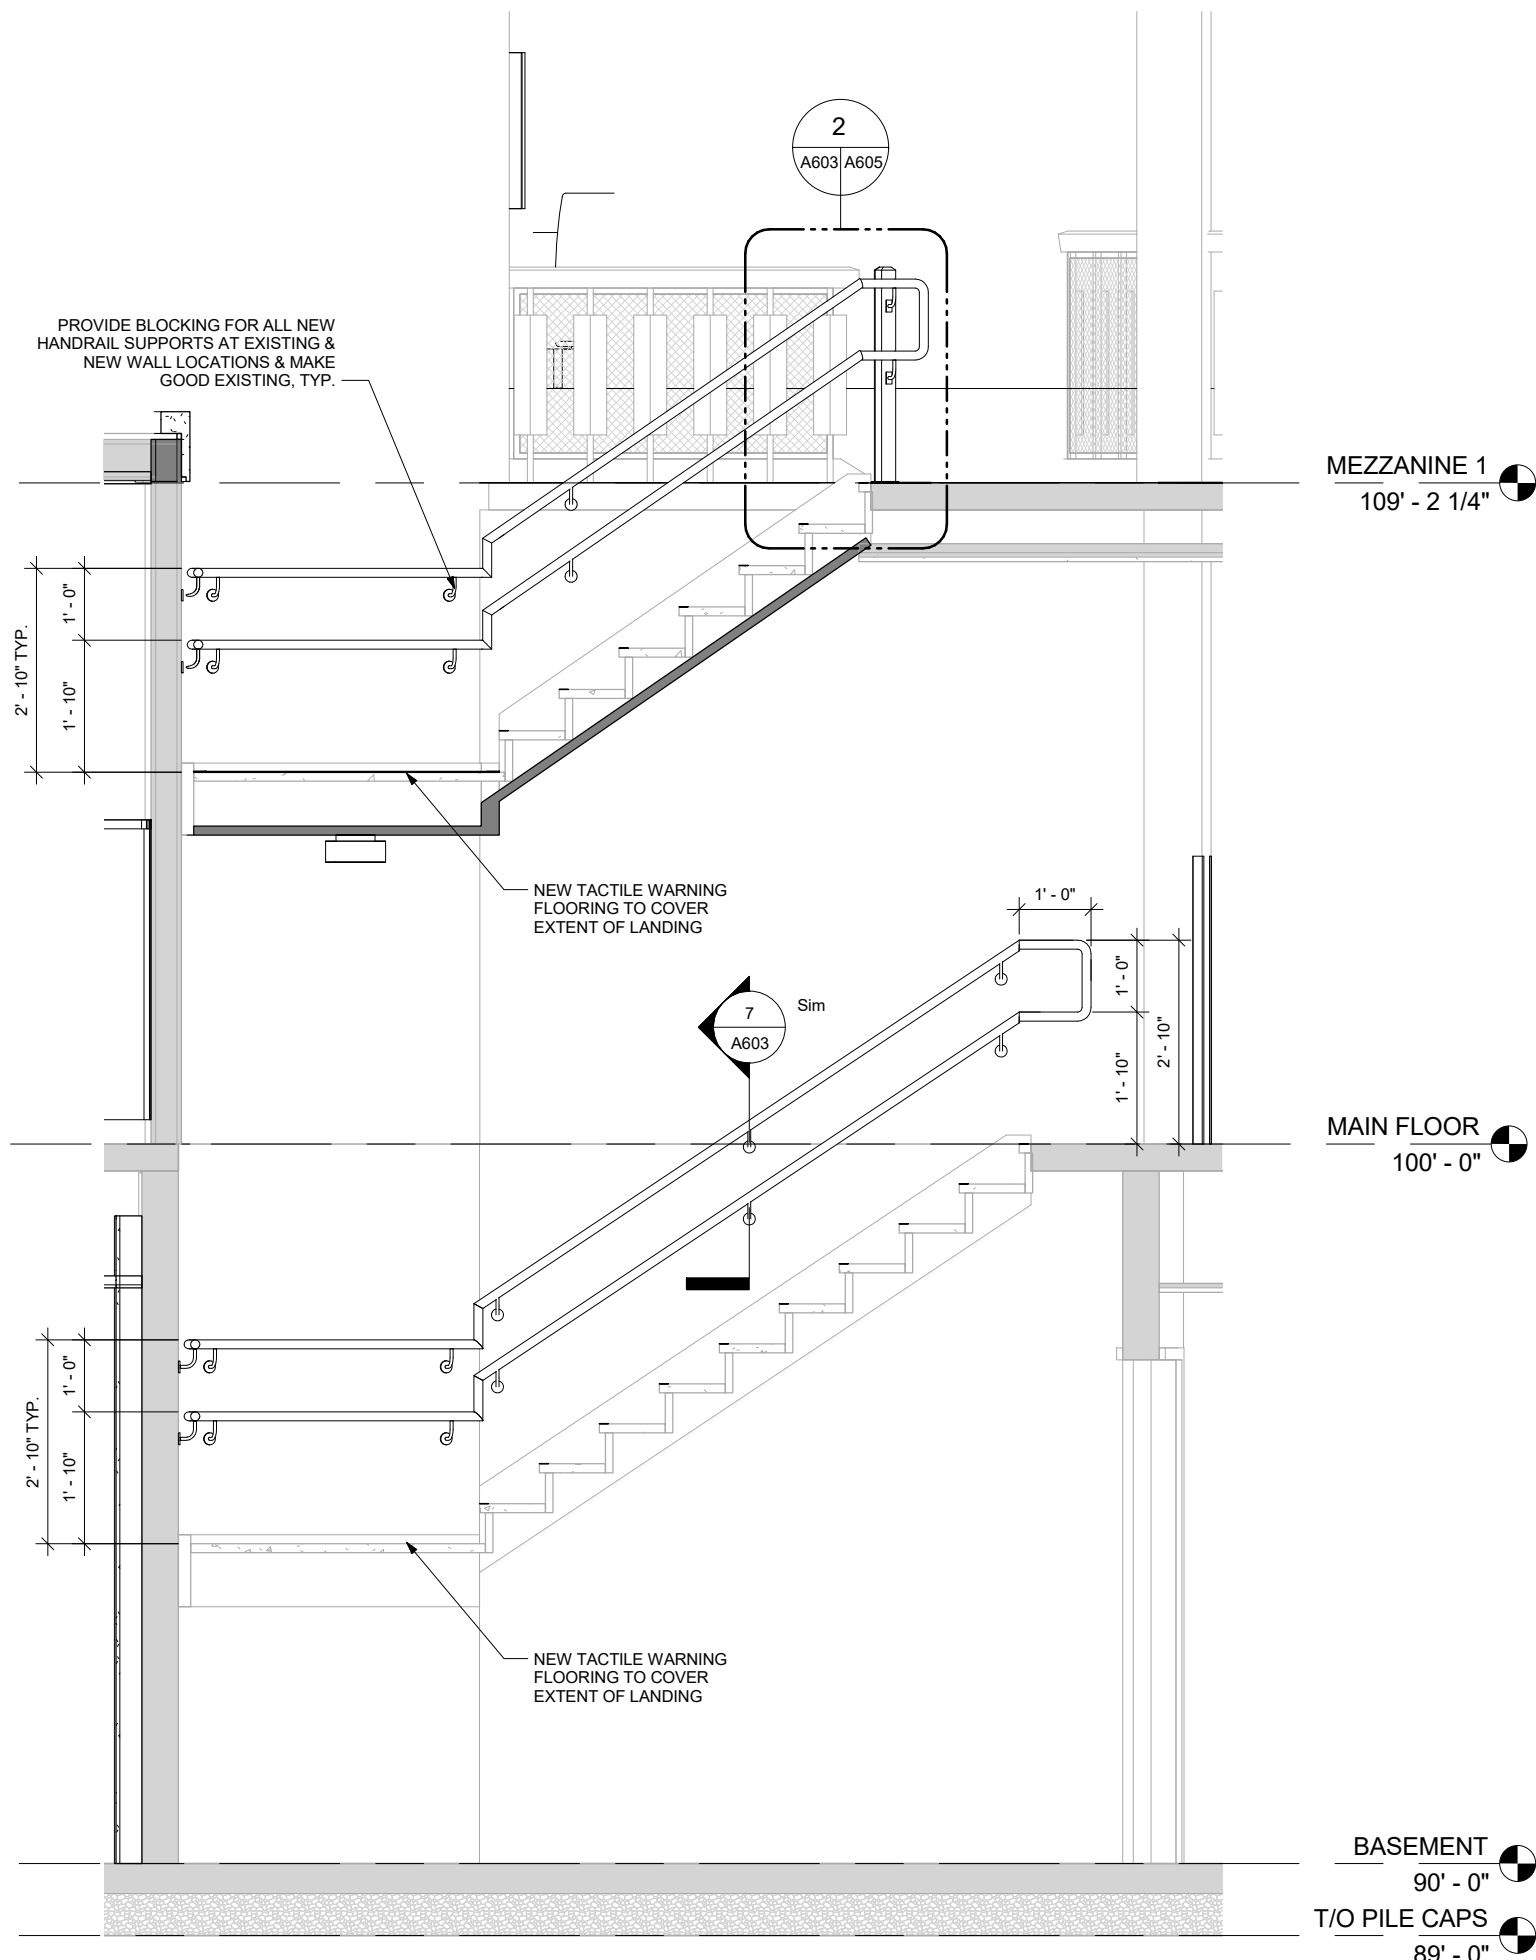 2
A603 A605
PROVIDE BLOCKING FOR ALL NEW
HANDRAIL SUPPORTS AT EXISTING &
NEW WALL LOCATIONS & MAKE
GOOD EXISTING, TYP.
MEZZANINE 1
109' - 2 1/4"
2' - 10" TYP.
1' - 0"
1' - 10"
NEW TACTILE WARNING
FLOORING TO COVER
EXTENT OF LANDING
1' - 0"
7
A603
Sim
1' - 0"
1' - 10"
2' - 10"
MAIN FLOOR
100' - 0"
2' - 10" TYP.
1' - 0"
1' - 10"
NEW TACTILE WARNING
FLOORING TO COVER
EXTENT OF LANDING
BASEMENT
90' - 0"
T/O PILE CAPS
89' - 0"